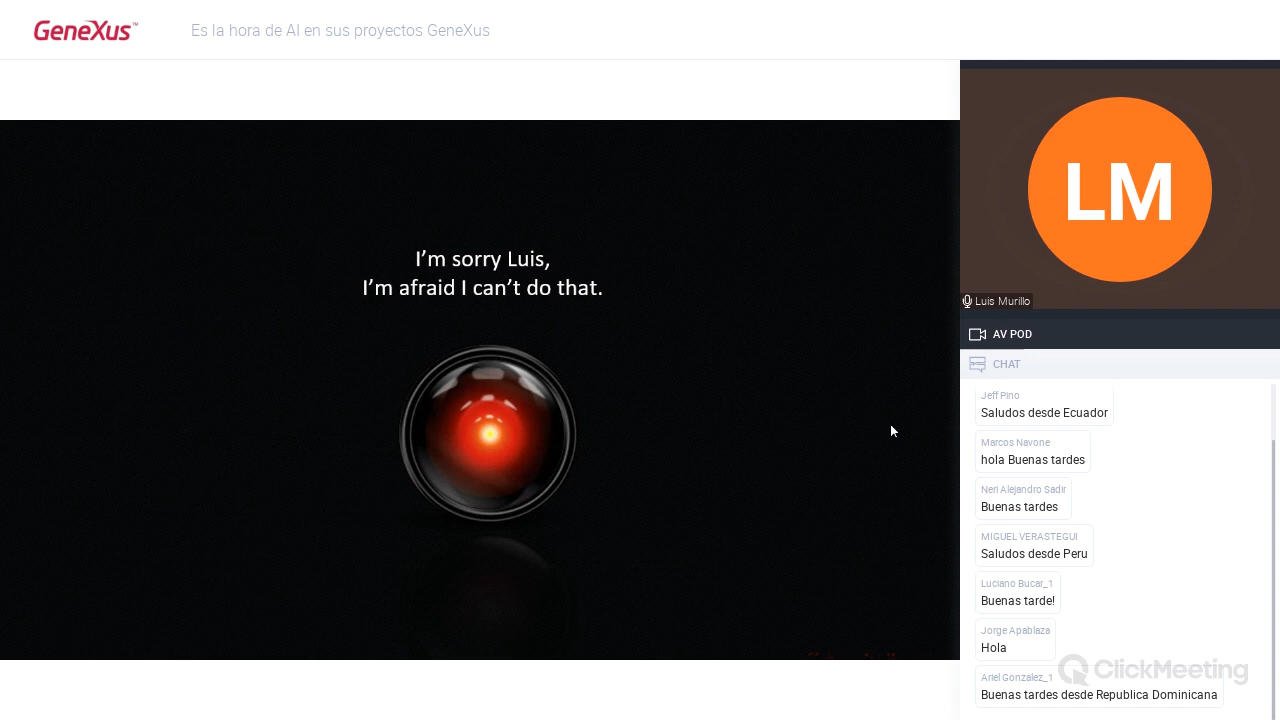 GeneXus™
Es la hora de AI en sus proyectos GeneXus
I'm sorry Luis,
I'm afraid I can't do that.
LM
Luis Murillo
AV POD
CHAT
Jeff Pino
Saludos desde Ecuador
Marcos Navone
hola Buenas tardes
Neri Alejandro Sadir
Buenas tardes
MIGUEL VERASTEGUI
Saludos desde Peru
Luciano Bucar_1
Buenas tarde!
Jorge Apablaza
Hola
ClickMeeting
Ariel Gonzalez_1
Buenas tardes desde Republica Dominicana